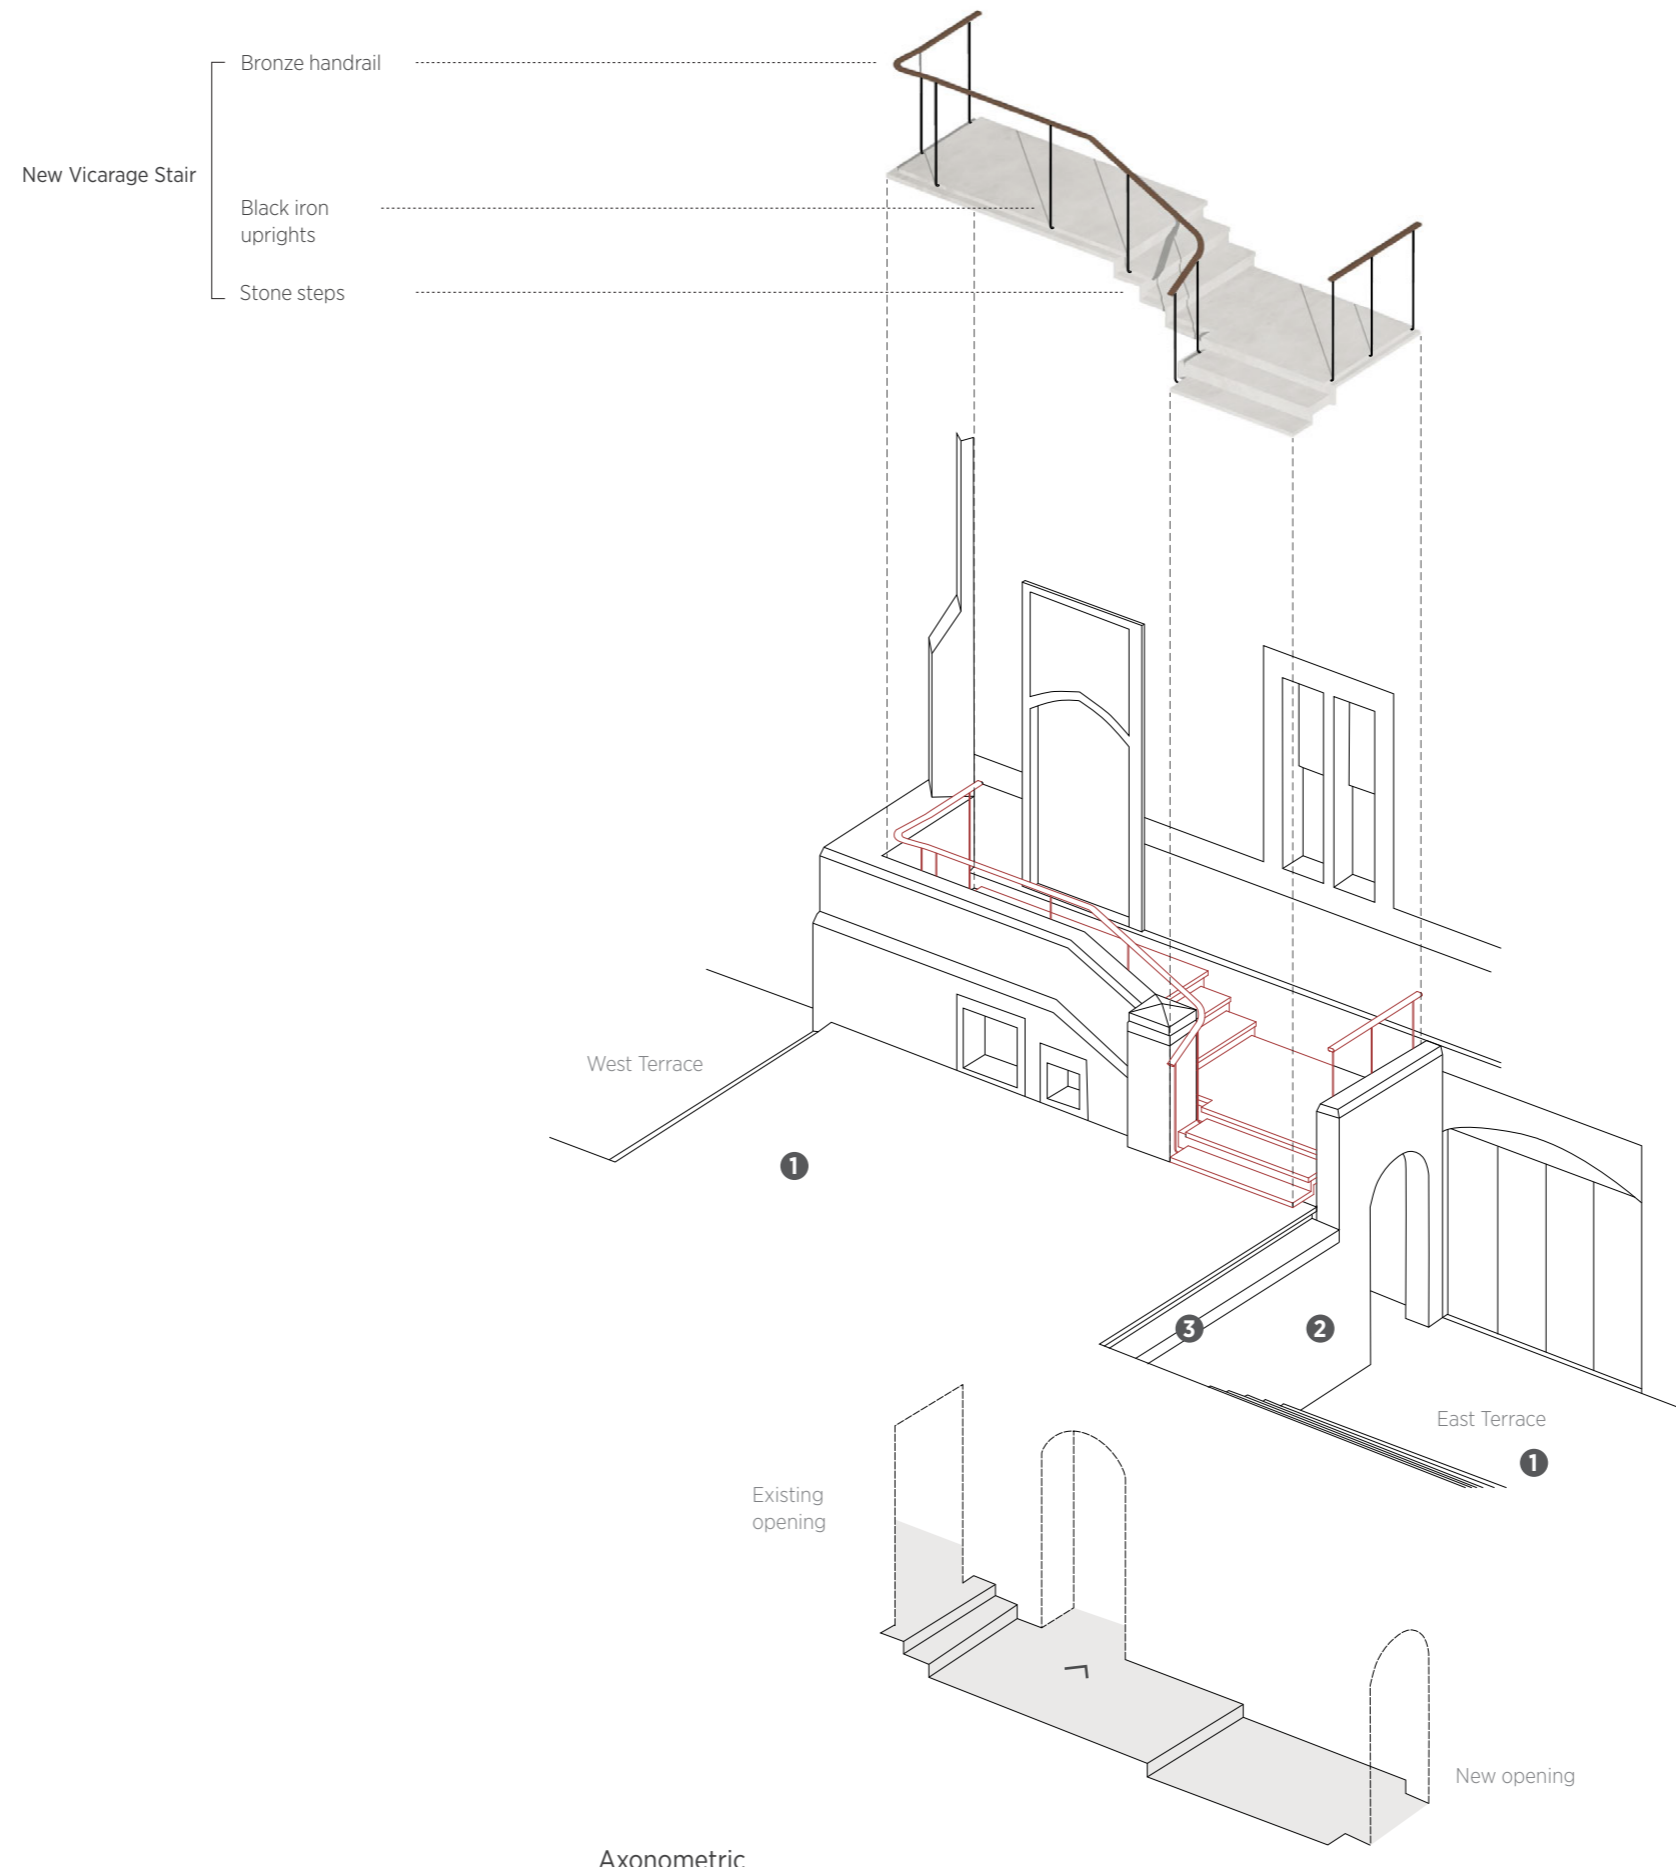 Bronze handrail
New Vicarage Stair
Black iron
uprights
Stone steps
West Terrace
1
3
2
East Terrace
1
Existing
opening
New opening
Axonometric